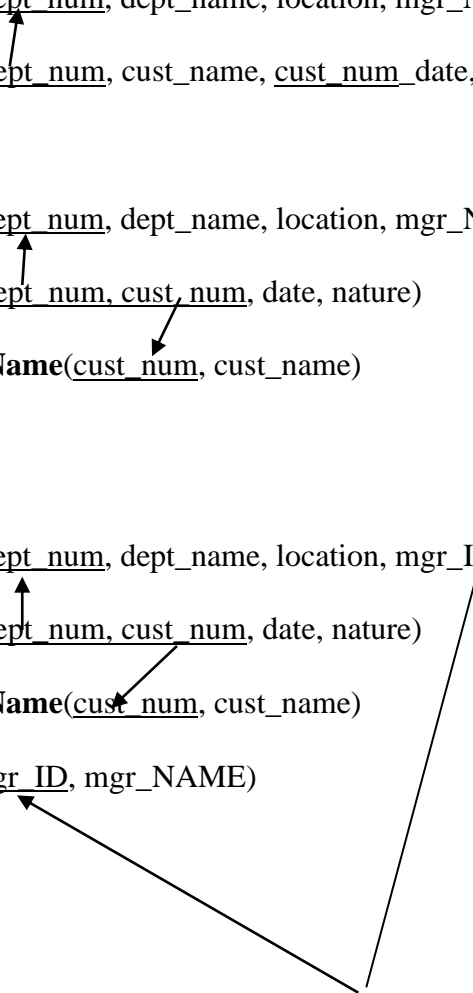 ept_num, dept_name, location, mgr_N
ept_num, cust_name, cust_num_date,
ept_num, dept_name, location, mgr_N
ept_num, cust_num, date, nature)
Name(cust_num, cust_name)
ept_num, dept_name, location, mgr_I
ept_num, cust_num, date, nature)
Name(cust_num, cust_name)
gr_ID, mgr_NAME)